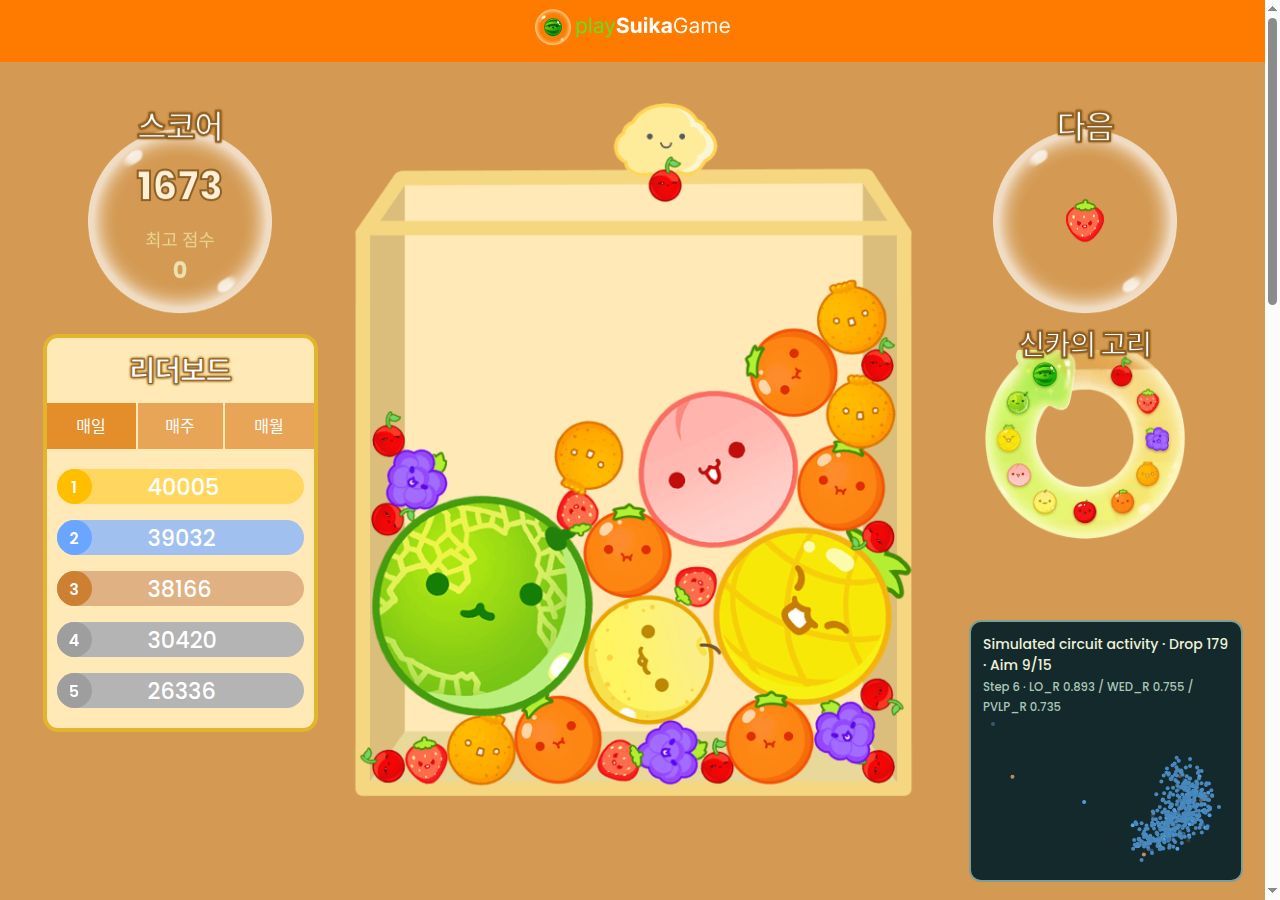 playSuikaGame
스코어
1673
최고 점수
0
다음
리더보드
매일 매주 매월
1 40005
2 39032
3 38166
4 30420
5 26336
신카의 고리
Simulated circuit activity · Drop 179
· Aim 9/15
Step 6 · LO_R 0.893 / WED_R 0.755 /
PVLP_R 0.735